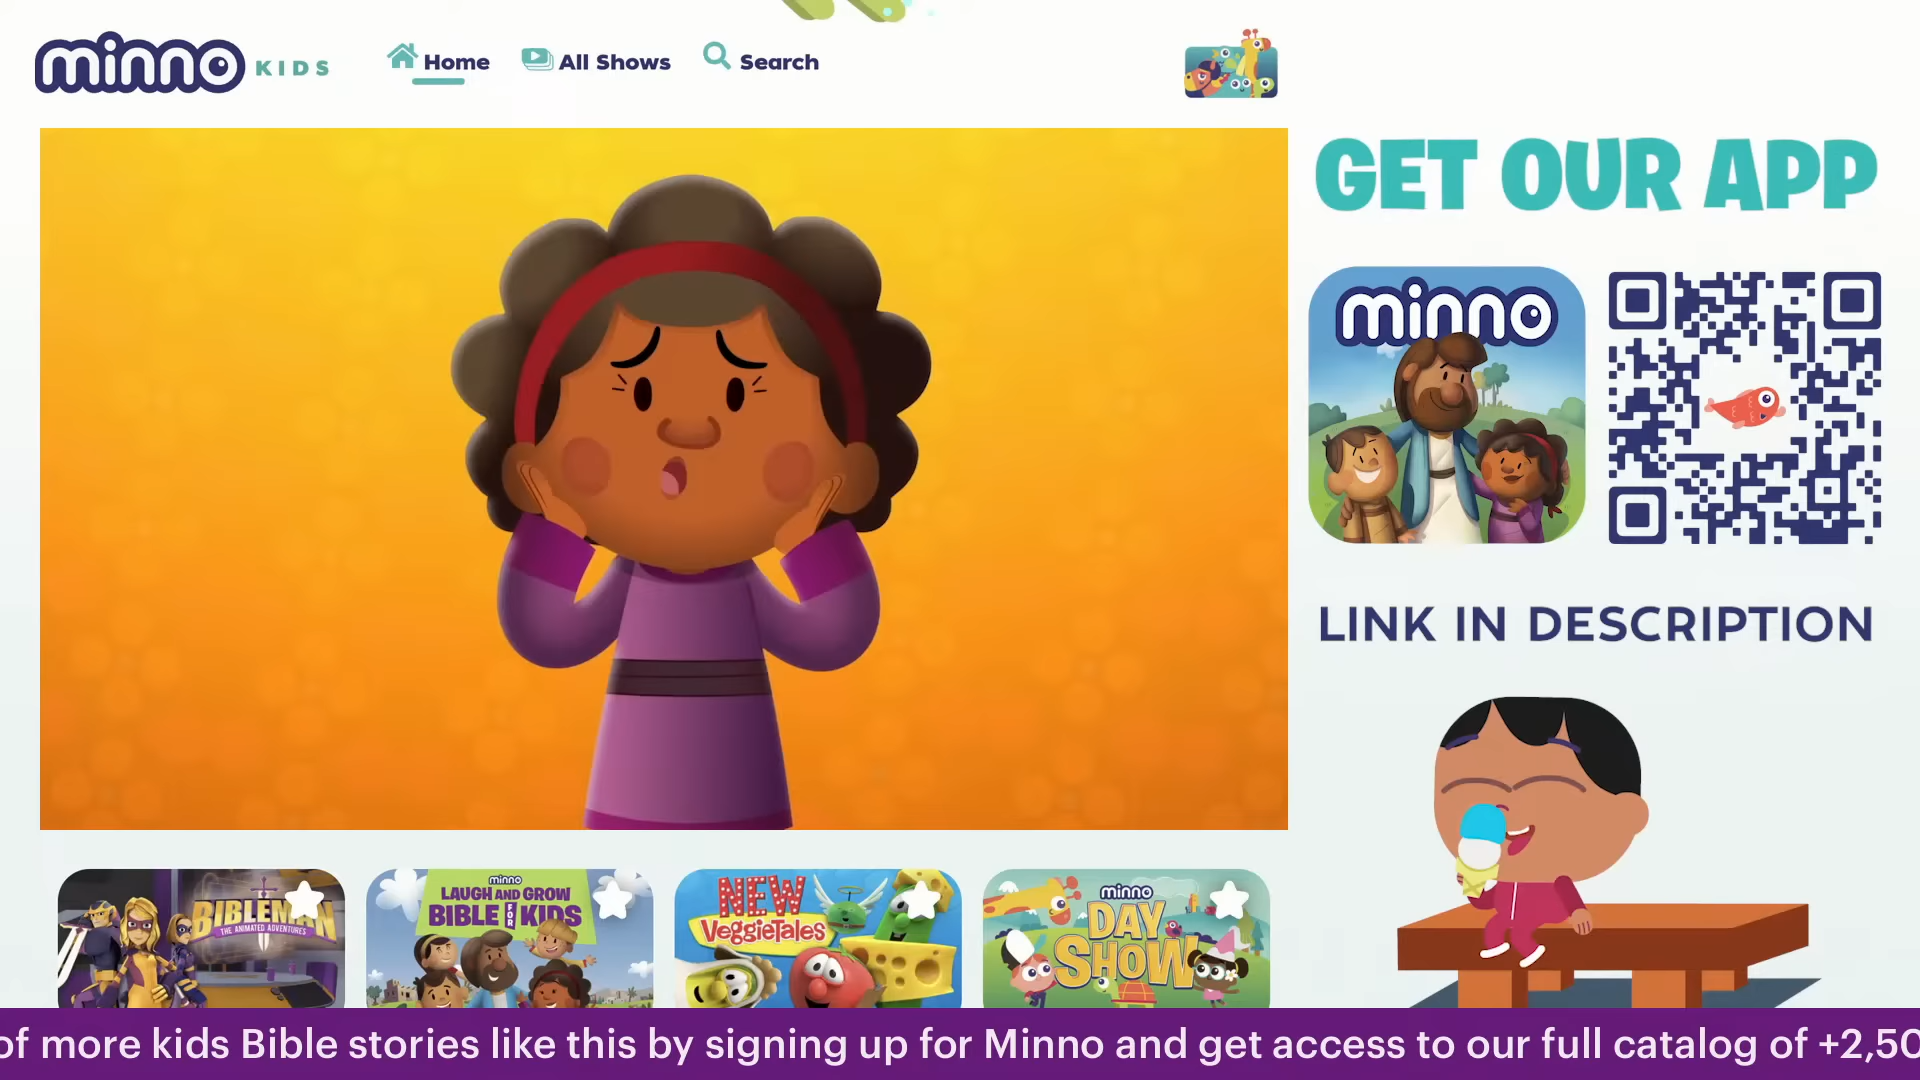 minno KIDS
Home
All Shows
Search
GET OUR APP
minno
LINK IN DESCRIPTION
BIBLEMAN
THE ANIMATED ADVENTURES
minno
LAUGH AND GROW
BIBLE FOR KIDS
NEW
VeggieTales
minno
DAY
SHOW
of more kids Bible stories like this by signing up for Minno and get access to our full catalog of +2,50